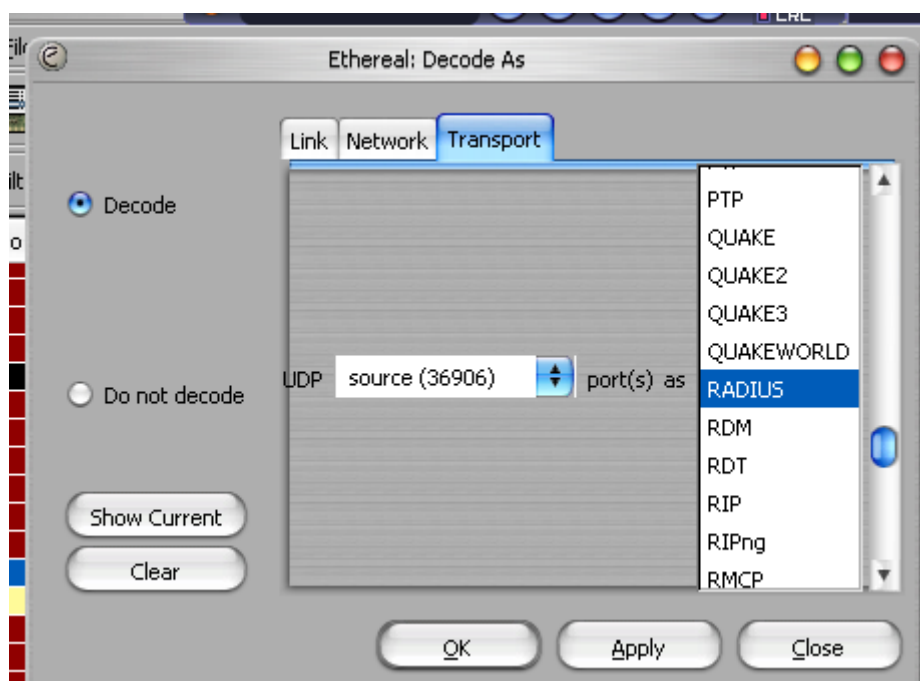 Ethereal: Decode As
Link Network Transport
Decode
Do not decode
UDP source (36906) port(s) as
PTP
QUAKE
QUAKE2
QUAKE3
QUAKEWORLD
RADIUS
RDM
RDT
RIP
RIPng
RMCP
Show Current
Clear
OK Apply Close